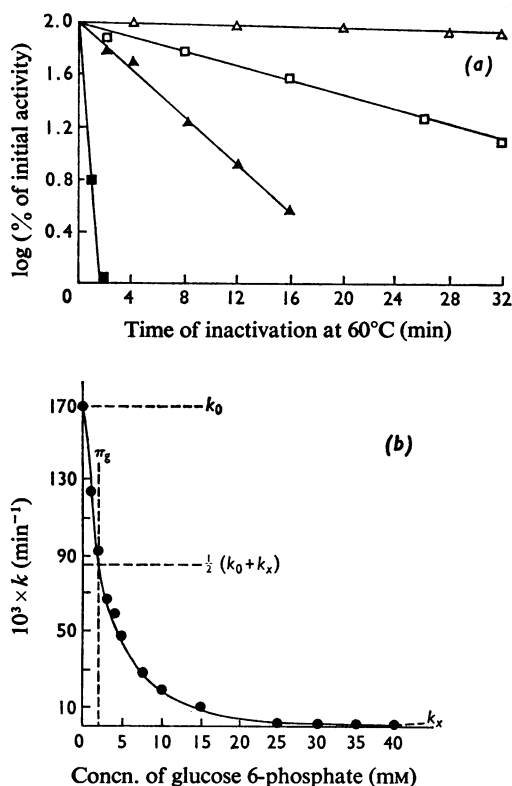 2.0
1.6
1.2
0.8
0.4
0
4 8 12 16 20 24 28 32
(a)
log (% of initial activity)
Time of inactivation at 60°C (min)
170
130
90
50
10
0 5 10 15 20 25 30 35 40
k₀
πg
(b)
½ (k₀ + kₓ)
kₓ
10³ × k (min⁻¹)
Concn. of glucose 6-phosphate (mM)